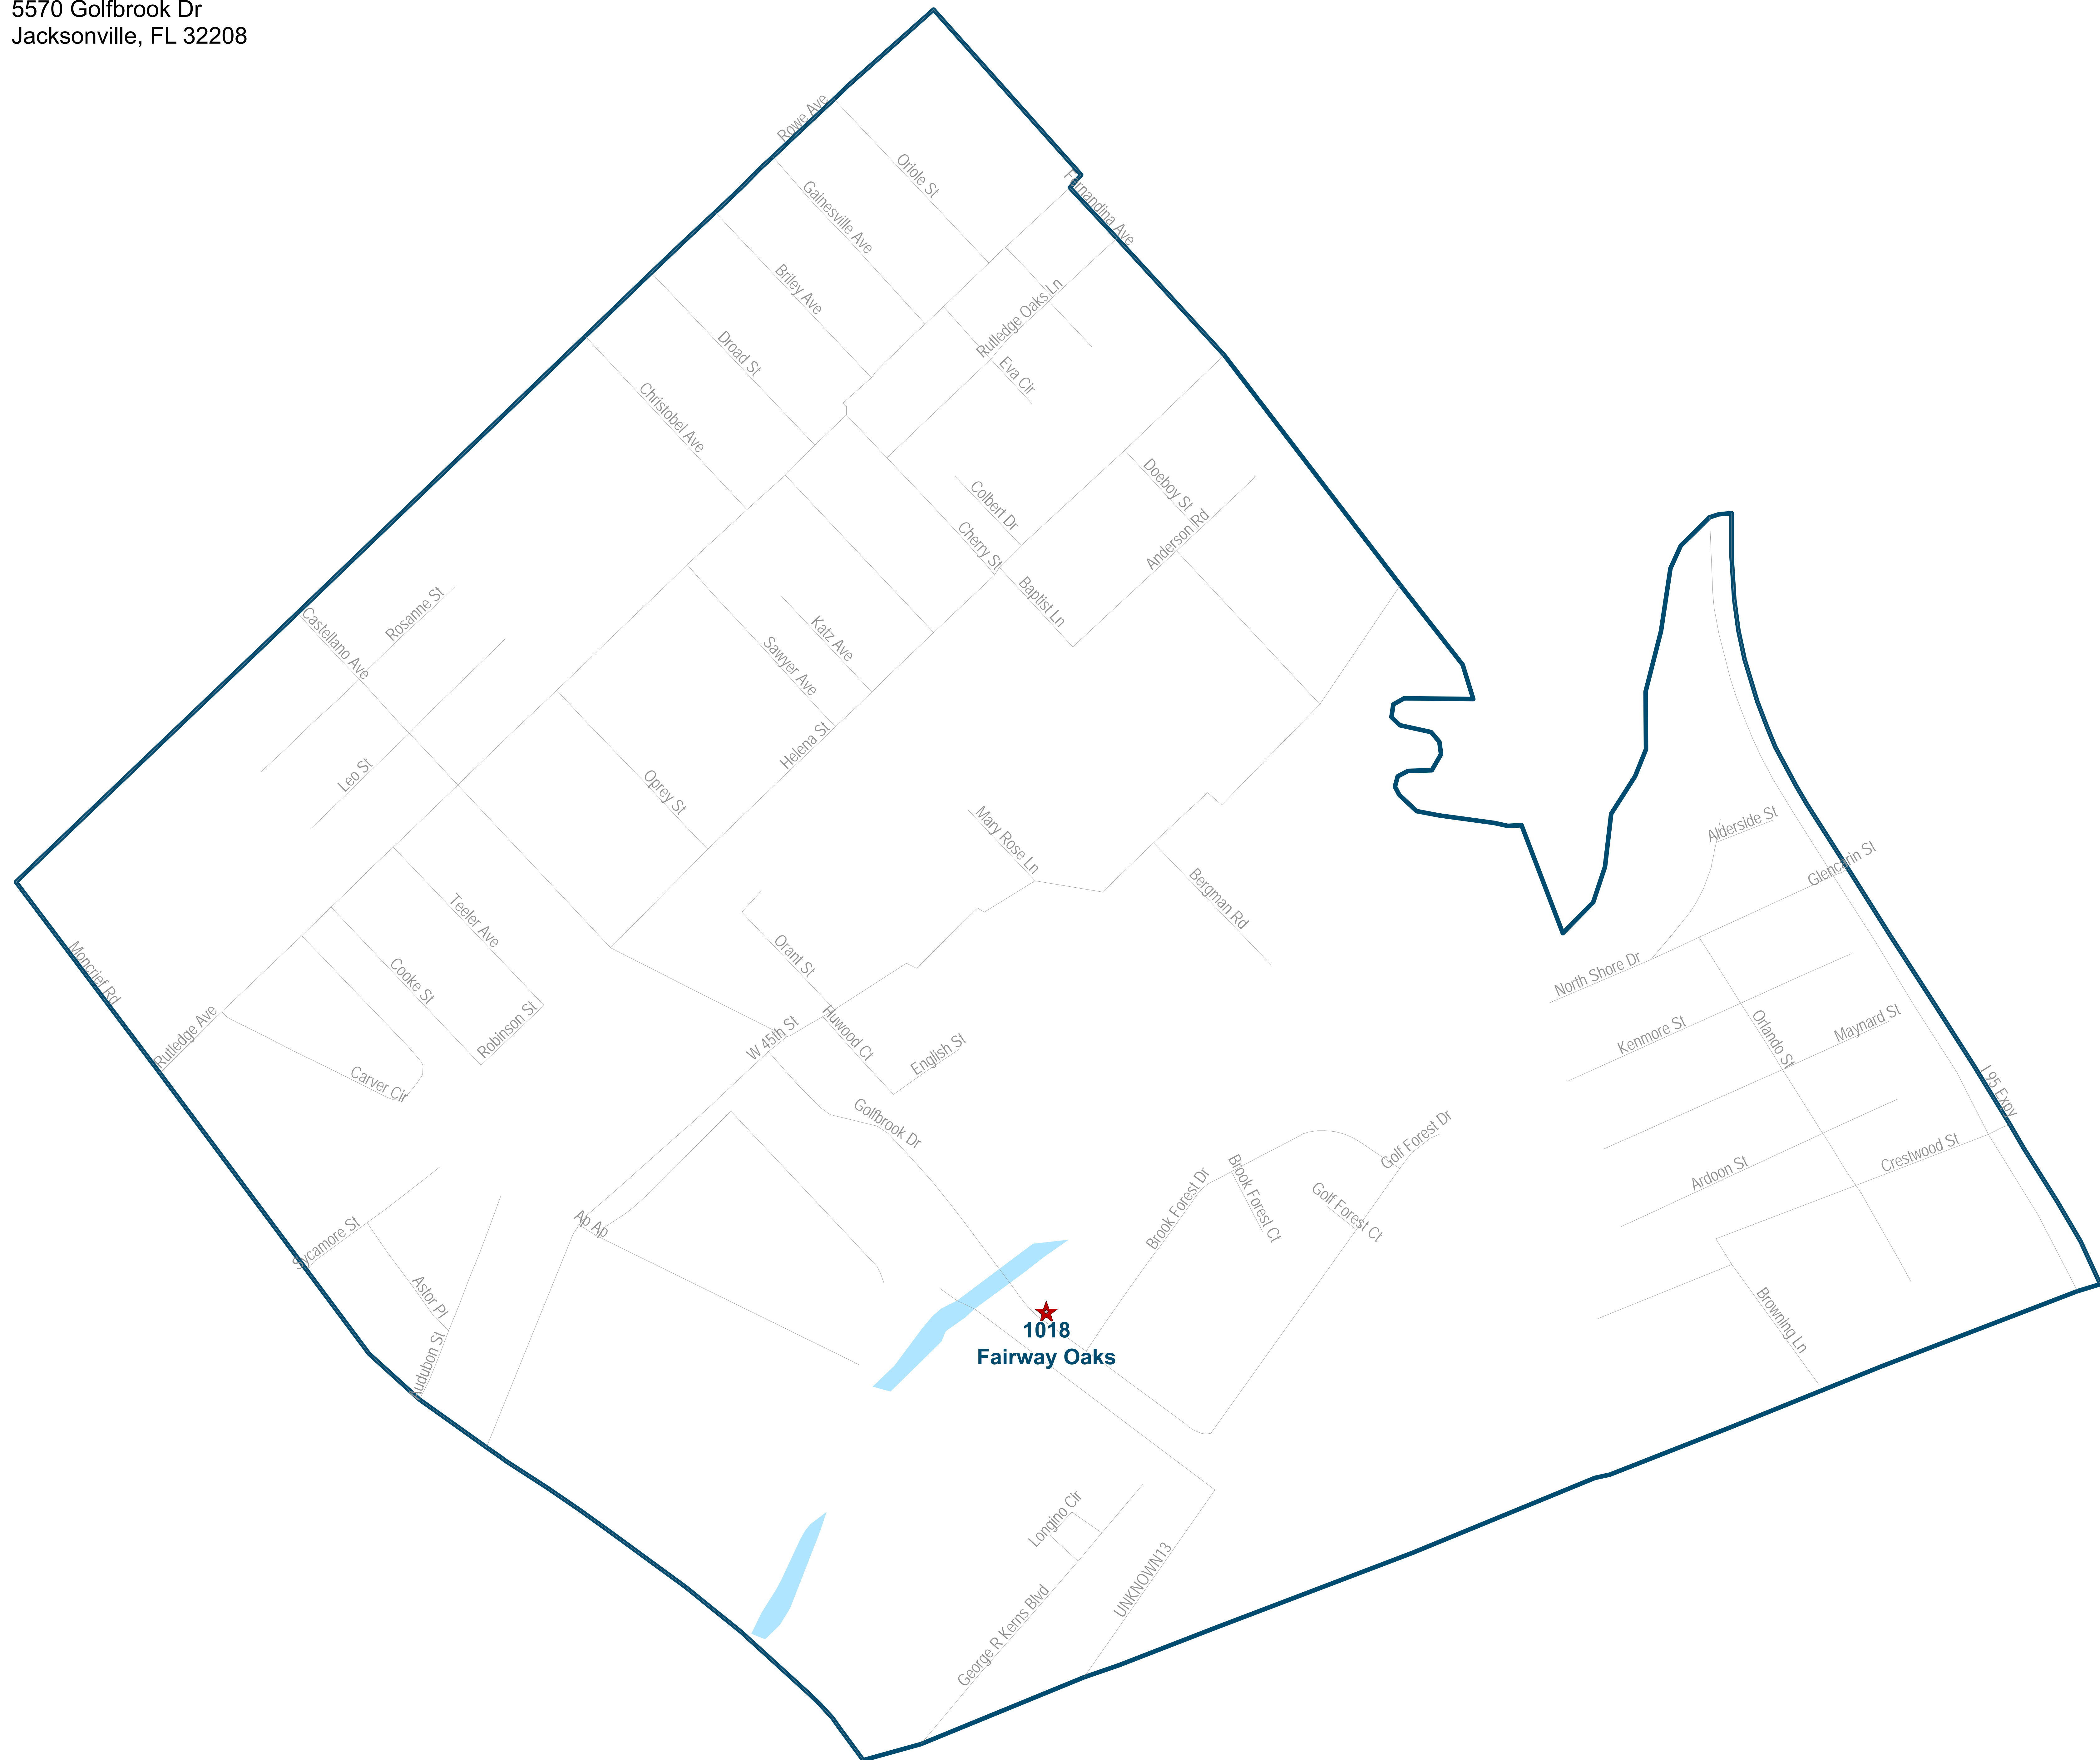 5570 Golfbrook Dr
Jacksonville, FL 32208
Rowe Ave
Oriole St
Fernandina Ave
Gainesville Ave
Briley Ave
Rutledge Oaks Ln
Droad St
Eva Cir
Christobel Ave
Colbert Dr
Doeboy St
Cherry St
Anderson Rd
Baptist Ln
Rosanne St
Castellano Ave
Katz Ave
Sawyer Ave
Helena St
Leo St
Oprey St
Mary Rose Ln
Alderside St
Glencarin St
Bergman Rd
Teeler Ave
Orant St
Moncrief Rd
Cooke St
North Shore Dr
Rutledge Ave
Robinson St
W 45th St
Huwood Ct
English St
Kenmore St
Orlando St
Maynard St
Carver Cir
I 95 Expy
Golfbrook Dr
Golf Forest Dr
Crestwood St
Ardoon St
Brook Forest Dr
Brook Forest Ct
Golf Forest Ct
Sycamore St
Ap Ap
Astor Pl
Browning Ln
1018
Fairway Oaks
Audubon St
Longino Cir
UNKNOWN13
George R Kerns Blvd